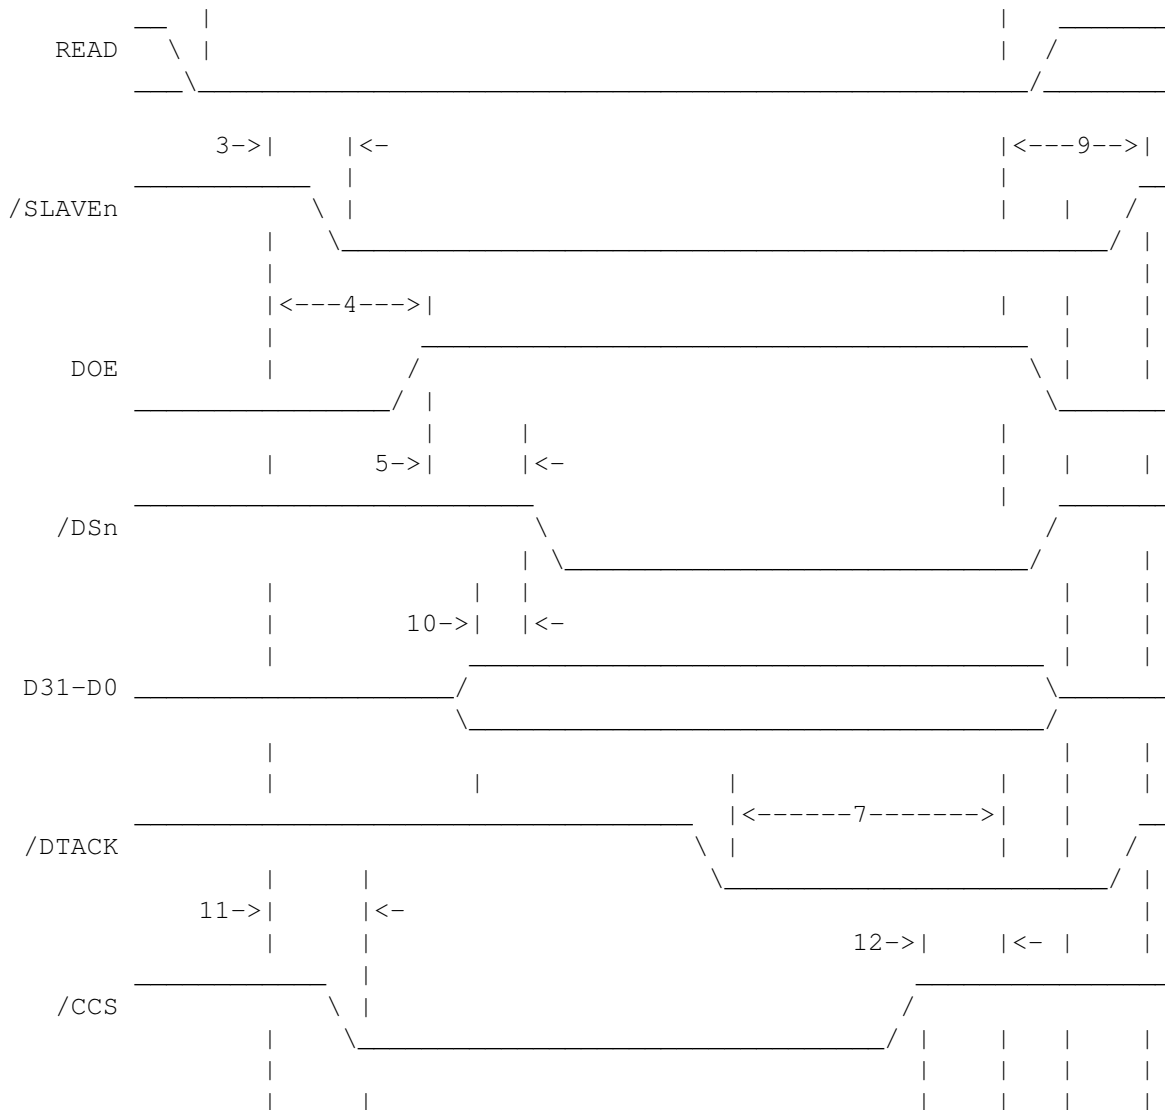 READ
3->| |<- |<---9-->|
/SLAVEn
|<---4--->|
DOE
5->| |<-
/DSn
10->| |<-
D31-D0
|<------7------->|
/DTACK
11->| |<-
12->| |<-
/CCS